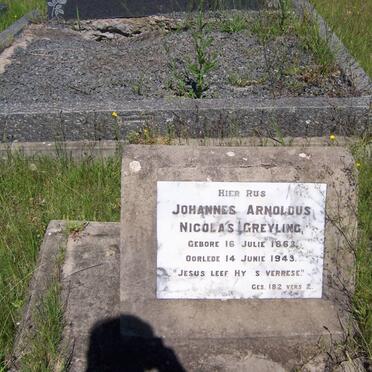 HIER RUS
JOHANNES ARNOLDUS
NICOLAS GREYLING,
GEBORE 16 JULIE 1862.
OORLEDE 14 JUNIE 1943.
"JESUS LEEF HY S VERRESE."
GES. 182 VERS 2.